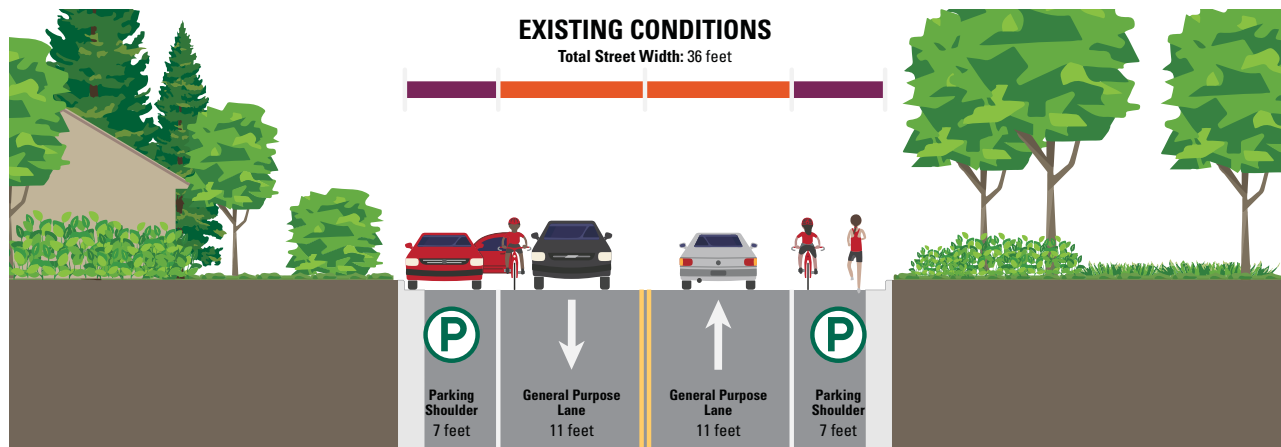 EXISTING CONDITIONS
Total Street Width: 36 feet
P
Parking
Shoulder
7 feet
General Purpose
Lane
11 feet
General Purpose
Lane
11 feet
P
Parking
Shoulder
7 feet